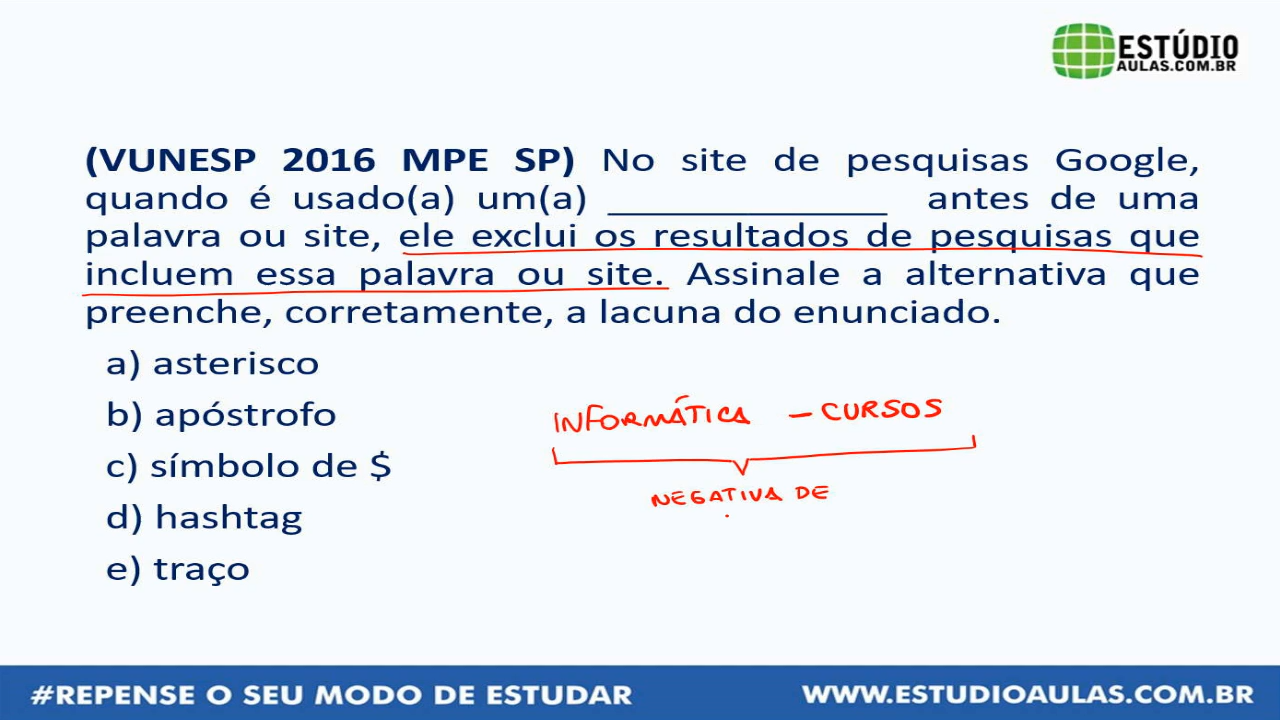 ESTÚDIO
AULAS.COM.BR
(VUNESP 2016 MPE SP) No site de pesquisas Google,
quando é usado(a) um(a) ______________ antes de uma
palavra ou site, ele exclui os resultados de pesquisas que
incluem essa palavra ou site. Assinale a alternativa que
preenche, corretamente, a lacuna do enunciado.
a) asterisco
b) apóstrofo
INFORMÁTICA - CURSOS
c) símbolo de $
NEGATIVA DE
d) hashtag
e) traço
#REPENSE O SEU MODO DE ESTUDAR
WWW.ESTUDIOAULAS.COM.BR